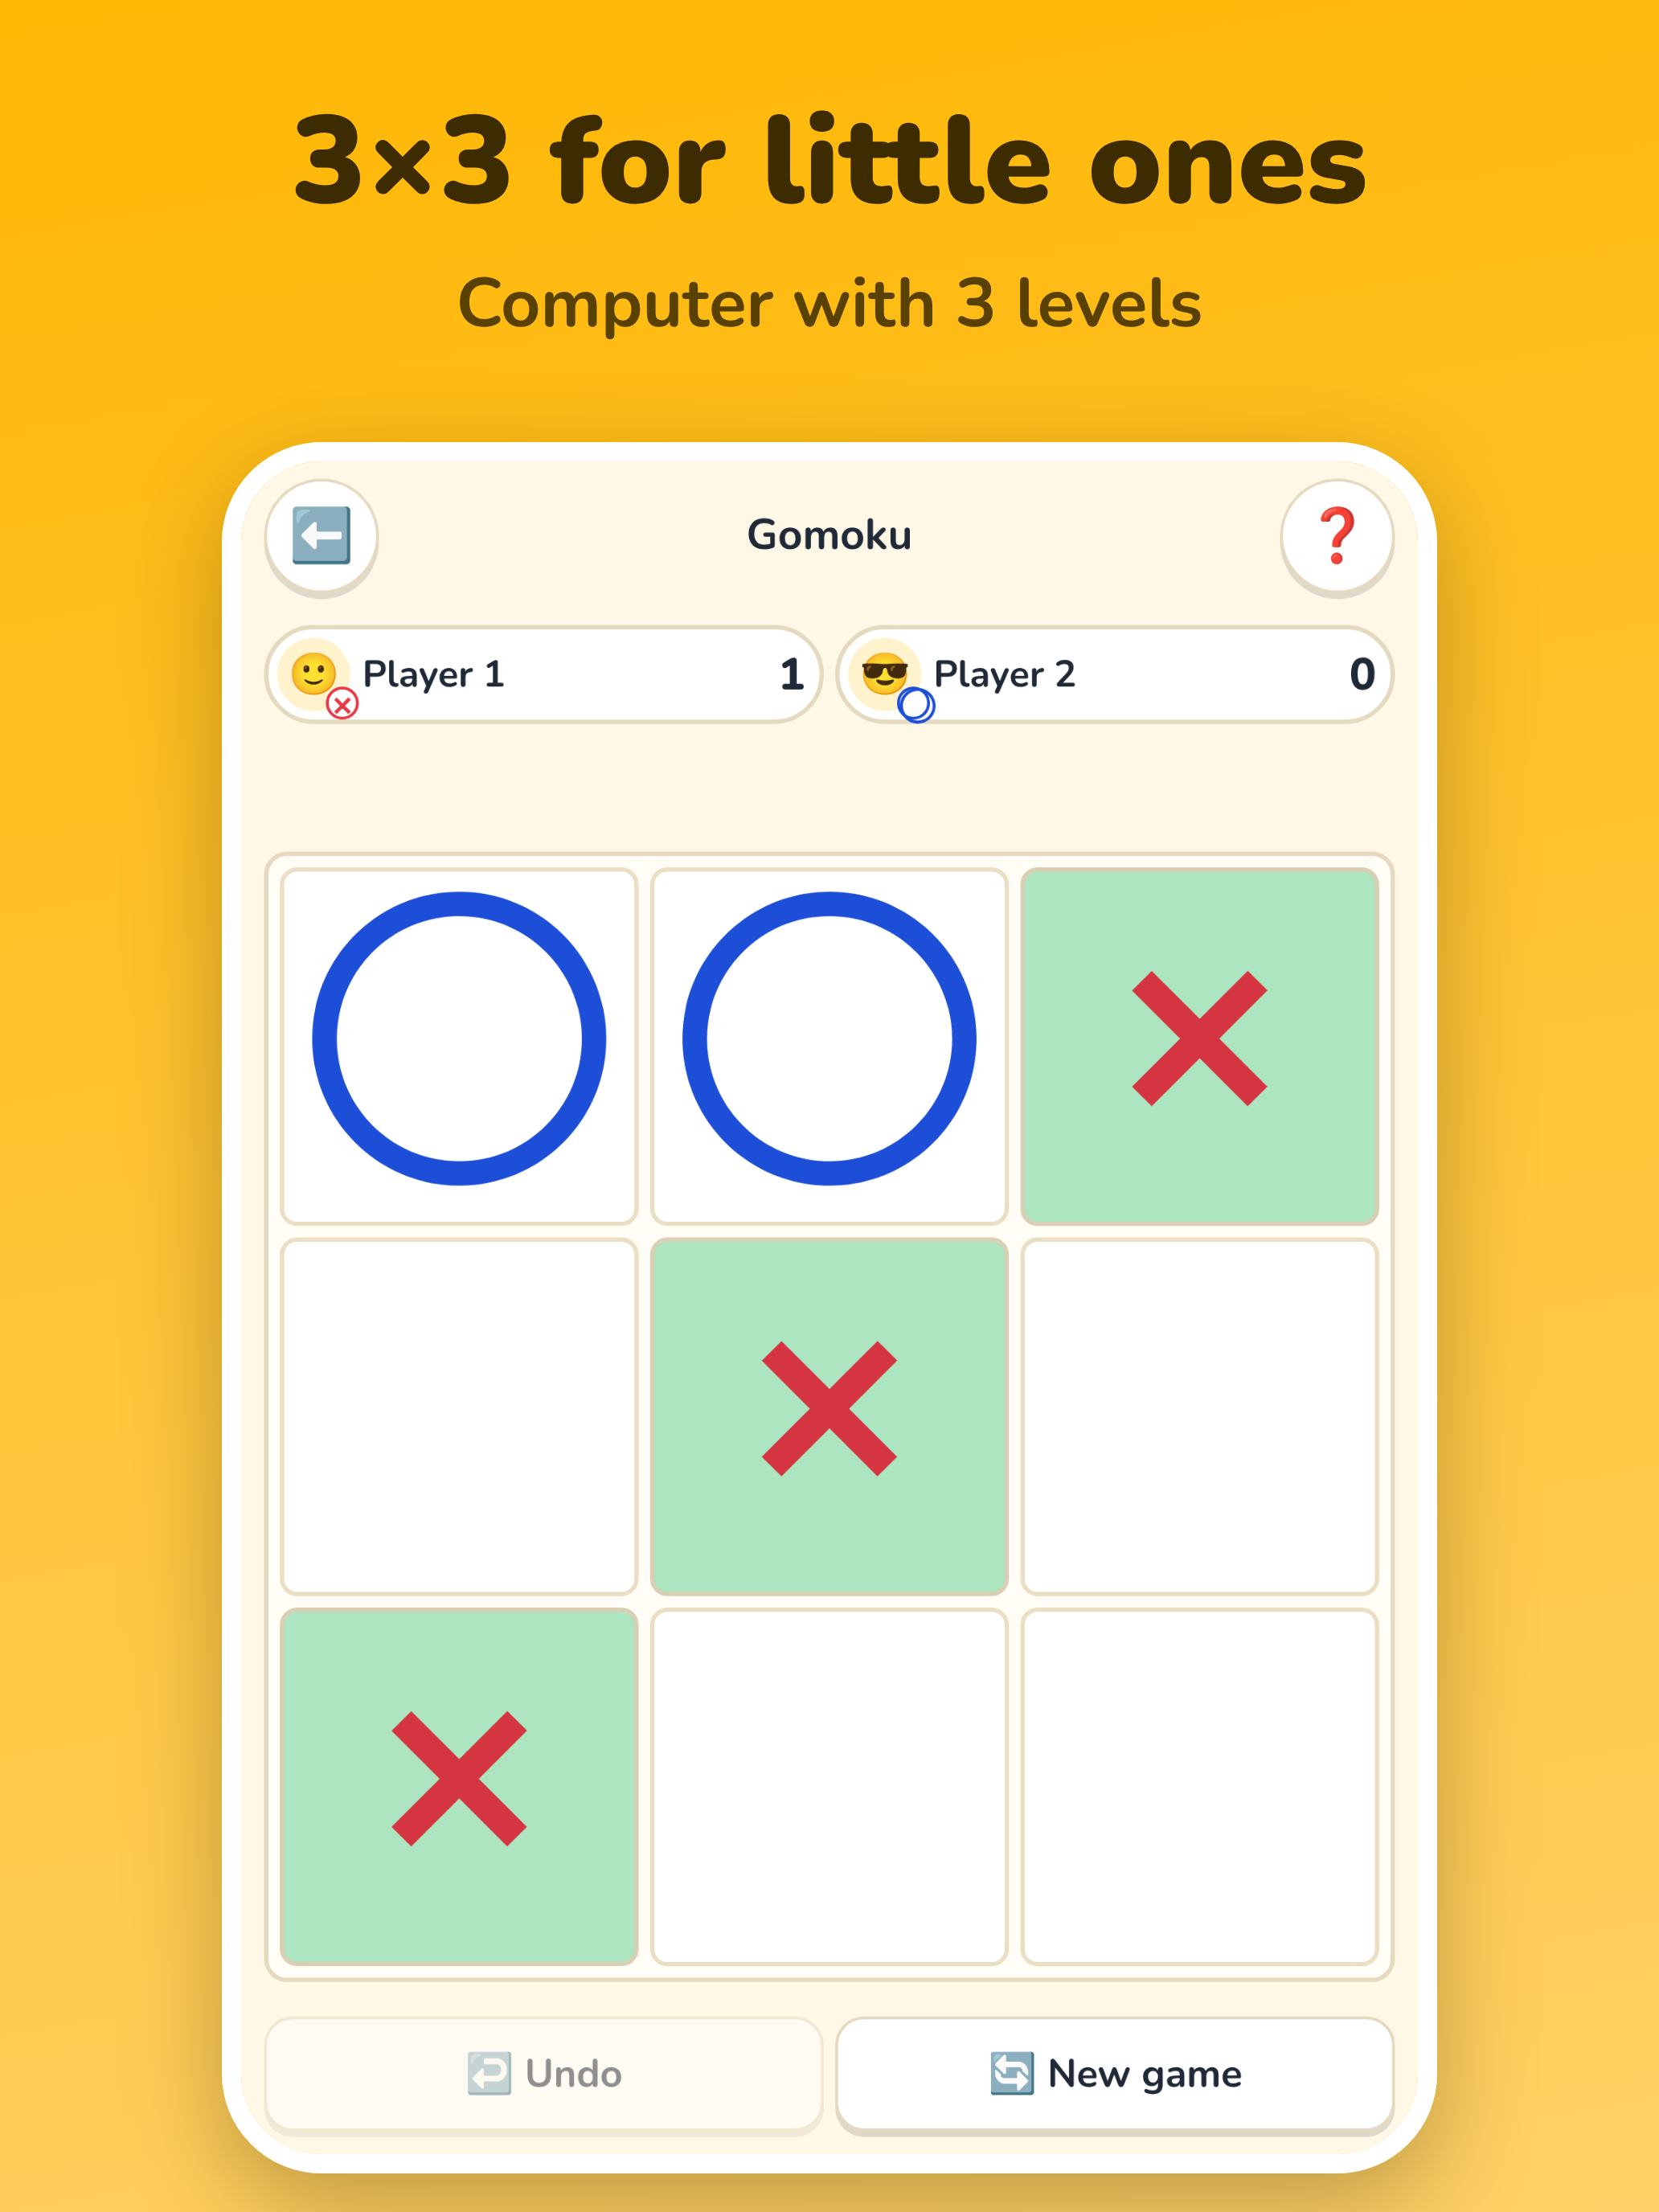 3×3 for little ones
Computer with 3 levels
Gomoku
Player 1 1
Player 2 0
Undo
New game